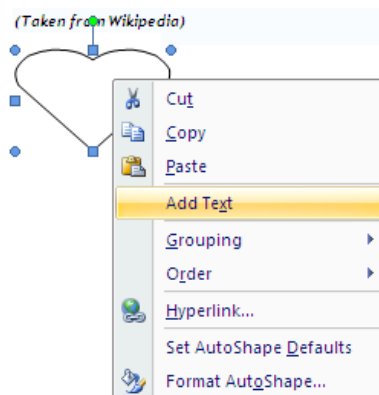 (Taken from Wikipedia)
Cut
Copy
Paste
Add Text
Grouping
Order
Hyperlink...
Set AutoShape Defaults
Format AutoShape...